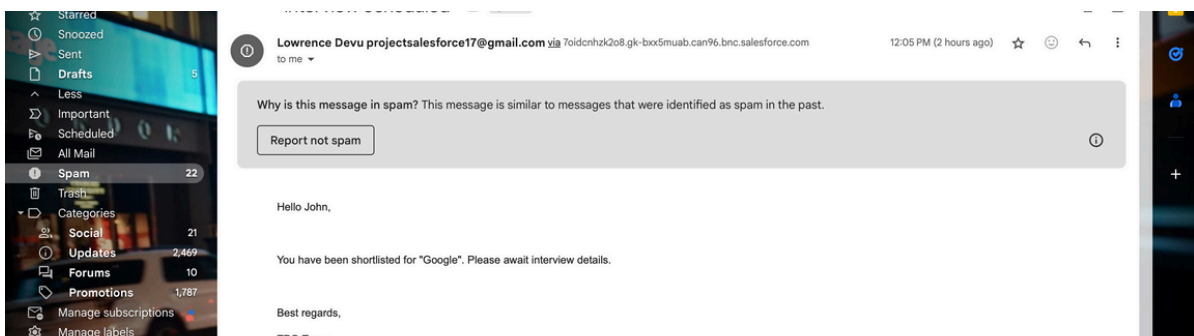 Starred
Snoozed
Sent
Drafts 5
Less
Important
Scheduled
All Mail
Spam 22
Trash
Categories
Social 21
Updates 2,469
Forums 10
Promotions 1,787
Manage subscriptions
Manage labels
Lowrence Devu projectsalesforce17@gmail.com via 7oidcnhzk2o8.gk-bxx5muab.can96.bnc.salesforce.com 12:05 PM (2 hours ago)
to me
Why is this message in spam? This message is similar to messages that were identified as spam in the past.
Report not spam
Hello John,
You have been shortlisted for "Google". Please await interview details.
Best regards,